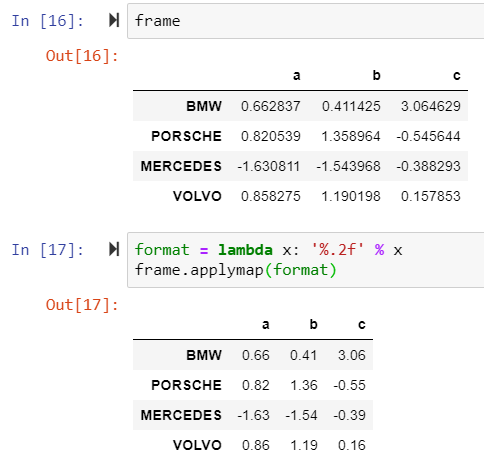 In [16]: frame
Out[16]:
a b c
BMW 0.662837 0.411425 3.064629
PORSCHE 0.820539 1.358964 -0.545644
MERCEDES -1.630811 -1.543968 -0.388293
VOLVO 0.858275 1.190198 0.157853
In [17]: format = lambda x: '%.2f' % x
frame.applymap(format)
Out[17]:
a b c
BMW 0.66 0.41 3.06
PORSCHE 0.82 1.36 -0.55
MERCEDES -1.63 -1.54 -0.39
VOLVO 0.86 1.19 0.16